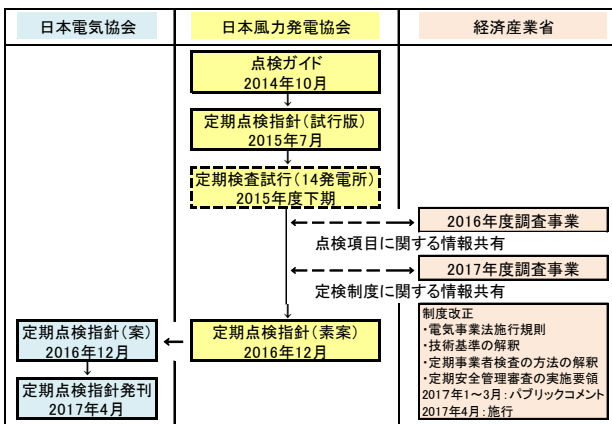 日本電気協会
日本風力発電協会
経済産業省
点検ガイド
2014年10月
定期点検指針(試行版)
2015年7月
定期検査試行(14発電所)
2015年度下期
2016年度調査事業
点検項目に関する情報共有
2017年度調査事業
定検制度に関する情報共有
定期点検指針(案)
2016年12月
定期点検指針(素案)
2016年12月
定期点検指針発刊
2017年4月
制度改正
・電気事業法施行規則
・技術基準の解釈
・定期事業者検査の方法の解釈
・定期安全管理審査の実施要領
2017年1~3月:パブリックコメント
2017年4月:施行